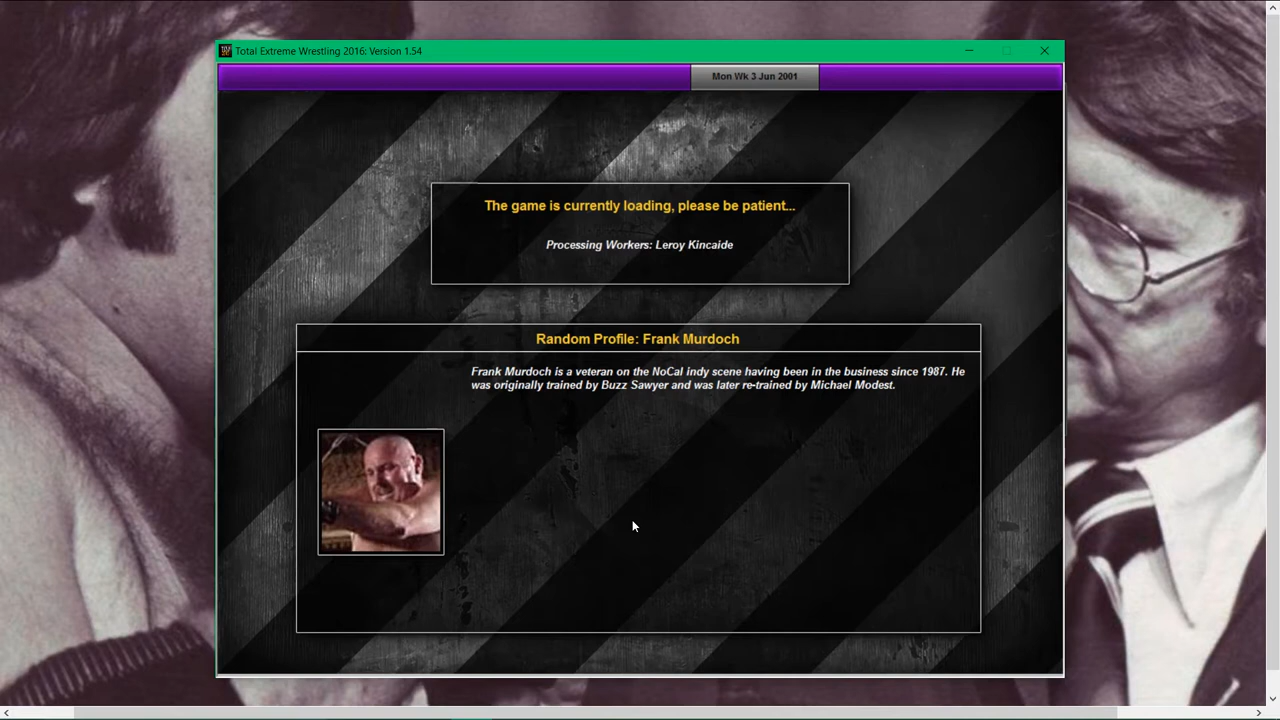 Total Extreme Wrestling 2016: Version 1.54
Mon Wk 3 Jun 2001
The game is currently loading, please be patient...
Processing Workers: Leroy Kincaide
Random Profile: Frank Murdoch
Frank Murdoch is a veteran on the NoCal indy scene having been in the business since 1987. He
was originally trained by Buzz Sawyer and was later re-trained by Michael Modest.